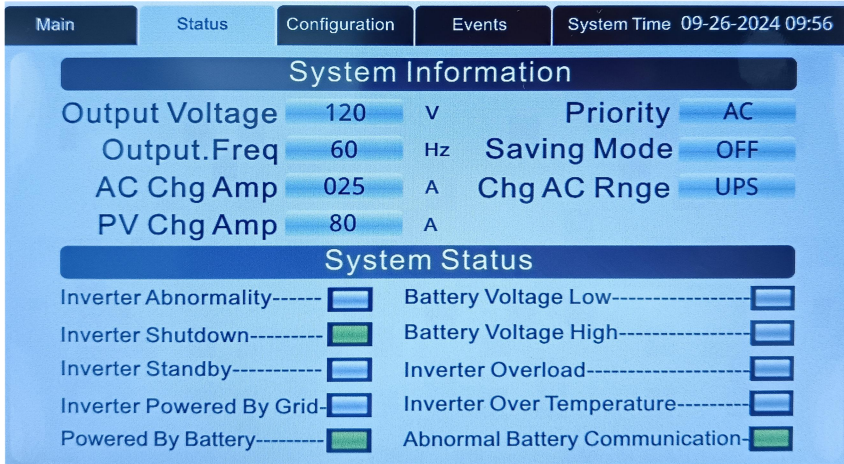 Main Status Configuration Events System Time 09-26-2024 09:56
System Information
Output Voltage 120 V Priority AC
Output.Freq 60 Hz Saving Mode OFF
AC Chg Amp 025 A Chg AC Rnge UPS
PV Chg Amp 80 A
System Status
Inverter Abnormality------ Battery Voltage Low-----------------
Inverter Shutdown--------- Battery Voltage High----------------
Inverter Standby----------- Inverter Overload--------------------
Inverter Powered By Grid- Inverter Over Temperature---------
Powered By Battery--------- Abnormal Battery Communication-